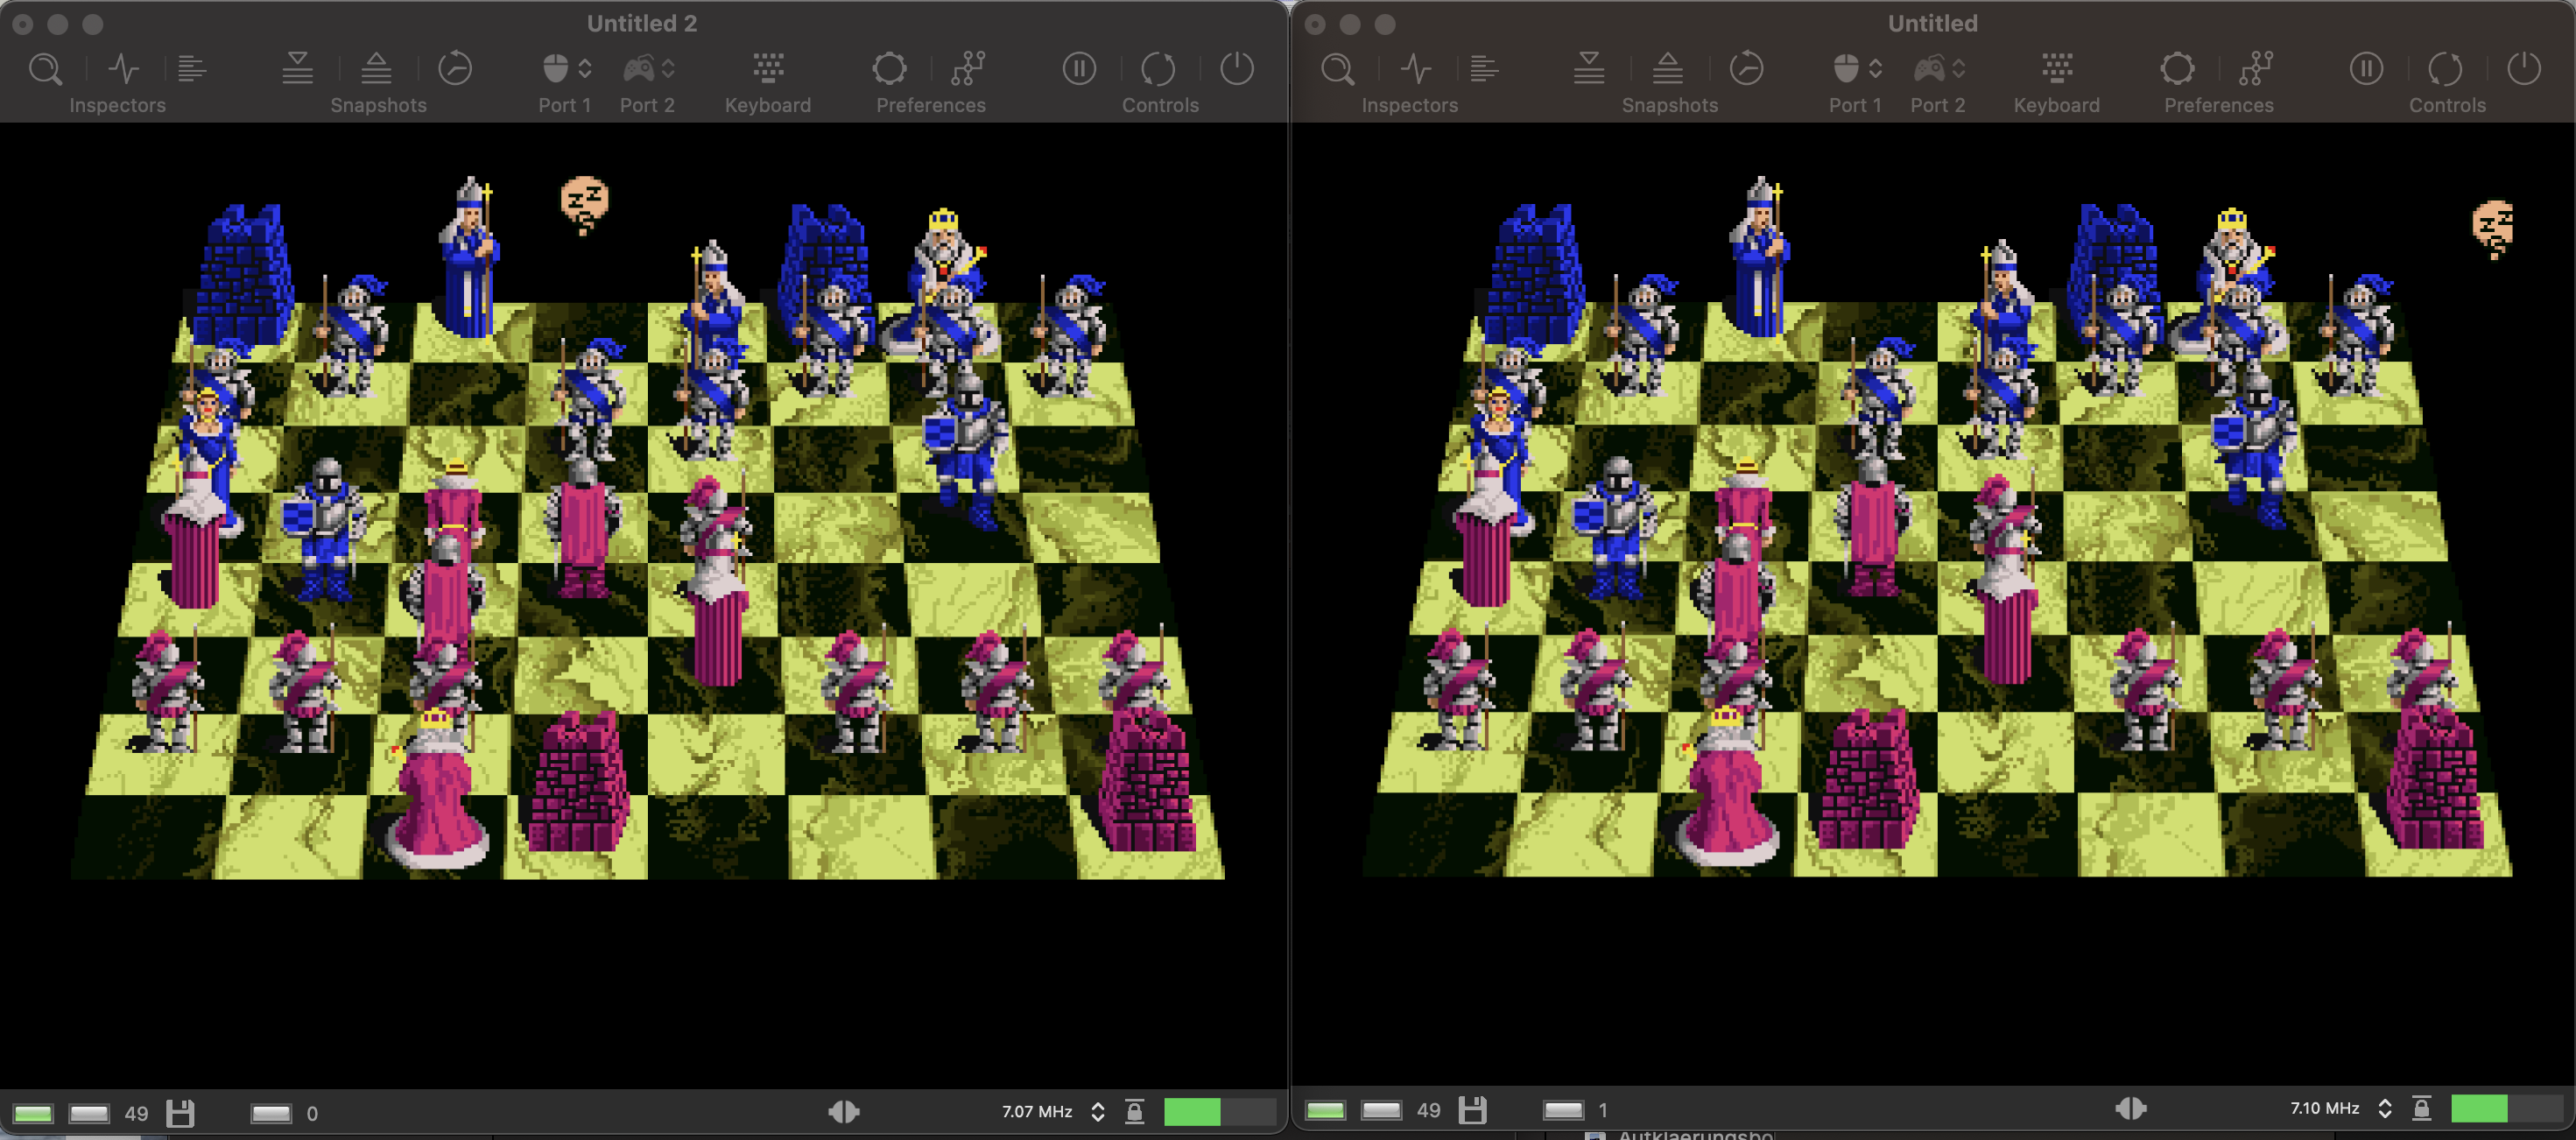 Untitled 2
Inspectors
Snapshots
Port 1
Port 2
Keyboard
Preferences
Controls
Z Z ?
49
0
7.07 MHz
Untitled
Inspectors
Snapshots
Port 1
Port 2
Keyboard
Preferences
Controls
Z Z ?
49
1
7.10 MHz